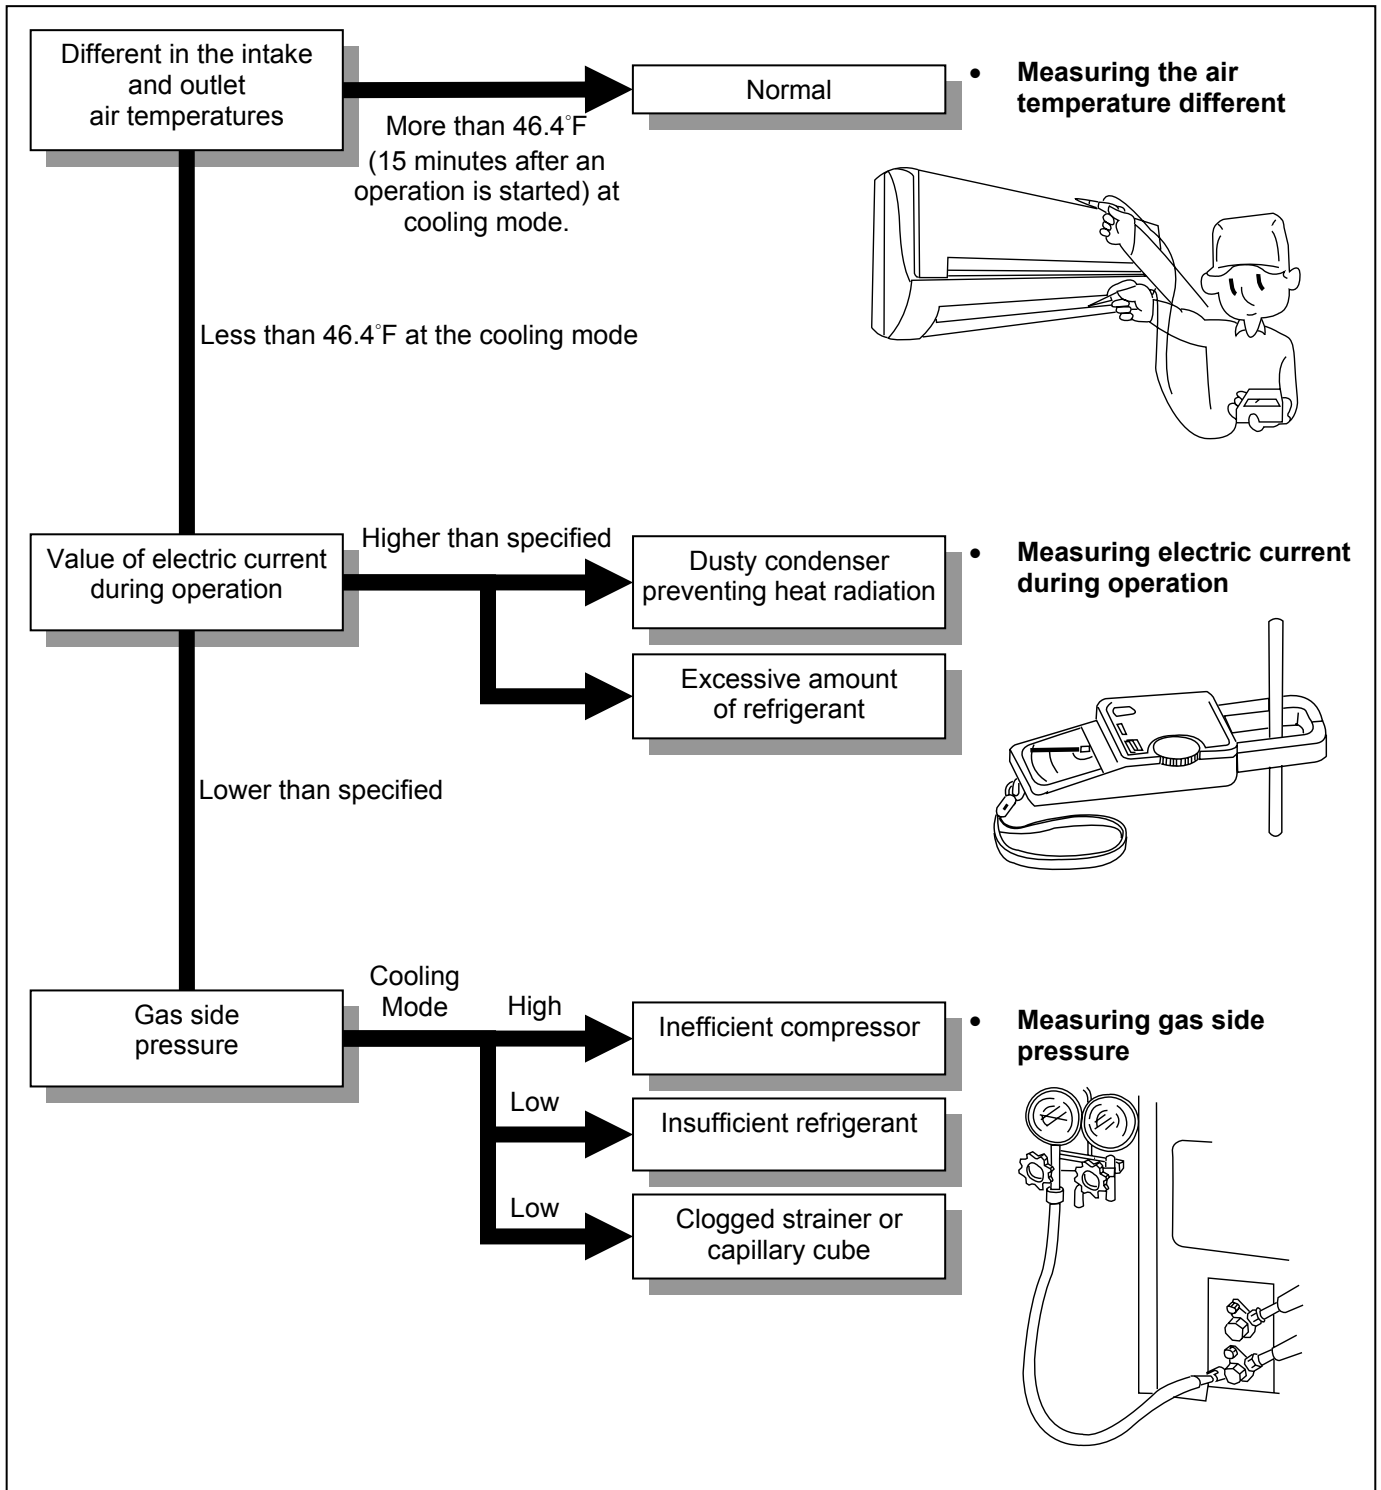 Different in the intake
and outlet
air temperatures
More than 46.4°F
(15 minutes after an
operation is started) at
cooling mode.
Normal
• Measuring the air
temperature different
Less than 46.4°F at the cooling mode
Value of electric current
during operation
Higher than specified
Dusty condenser
preventing heat radiation
Excessive amount
of refrigerant
• Measuring electric current
during operation
Lower than specified
Gas side
pressure
Cooling
Mode
High
Inefficient compressor
Low
Insufficient refrigerant
Low
Clogged strainer or
capillary cube
• Measuring gas side
pressure